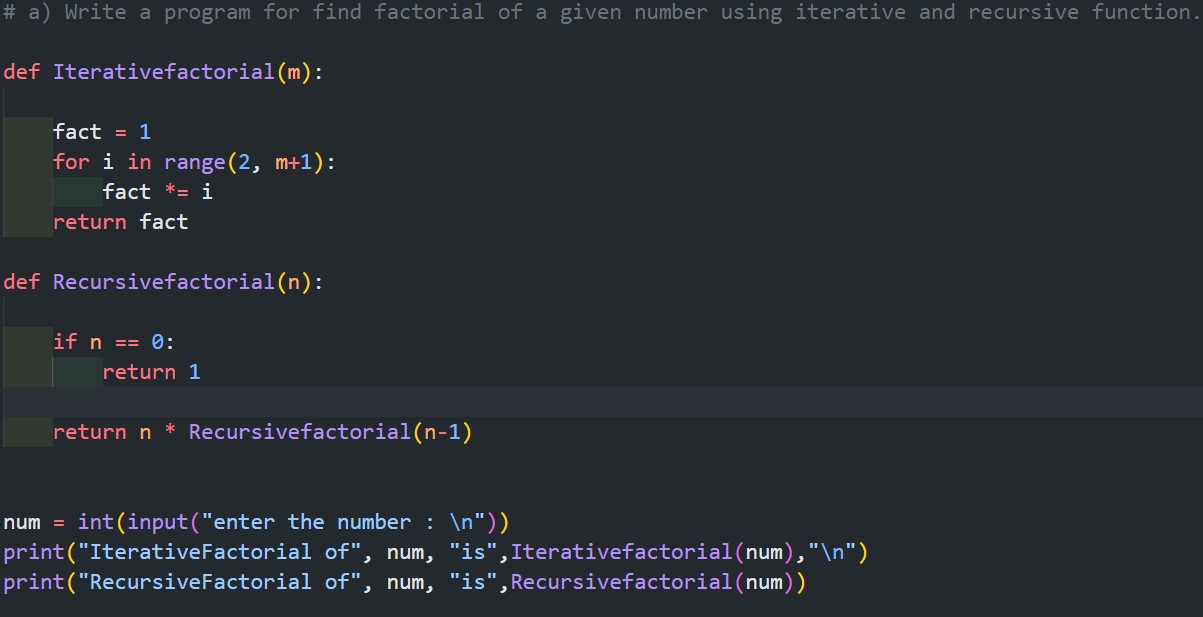 # a) Write a program for find factorial of a given number using iterative and recursive function.
def Iterativefactorial(m):
    fact = 1
    for i in range(2, m+1):
        fact *= i
    return fact
def Recursivefactorial(n):
    if n == 0:
        return 1
    return n * Recursivefactorial(n-1)
num = int(input("enter the number : \n"))
print("IterativeFactorial of", num, "is",Iterativefactorial(num),"\n")
print("RecursiveFactorial of", num, "is",Recursivefactorial(num))